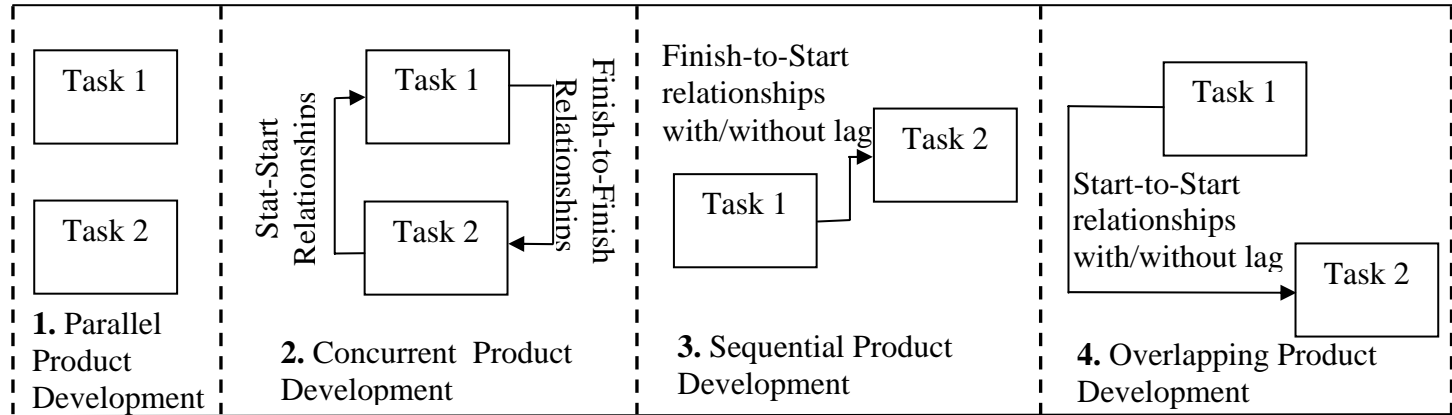 Task 1
Task 2
1. Parallel
Product
Development
Stat-Start
Relationships
Task 1
Finish-to-Finish
Relationships
Task 2
2. Concurrent Product
Development
Finish-to-Start
relationships
with/without lag
Task 2
Task 1
3. Sequential Product
Development
Task 1
Start-to-Start
relationships
with/without lag
Task 2
4. Overlapping Product
Development